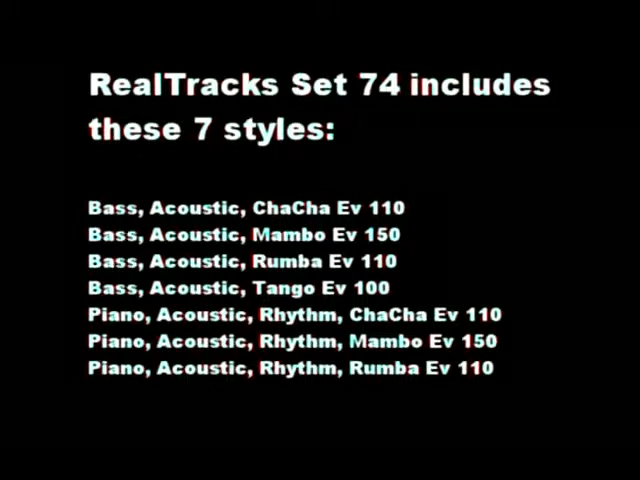 RealTracks Set 74 includes
these 7 styles:
Bass, Acoustic, ChaCha Ev 110
Bass, Acoustic, Mambo Ev 150
Bass, Acoustic, Rumba Ev 110
Bass, Acoustic, Tango Ev 100
Piano, Acoustic, Rhythm, ChaCha Ev 110
Piano, Acoustic, Rhythm, Mambo Ev 150
Piano, Acoustic, Rhythm, Rumba Ev 110